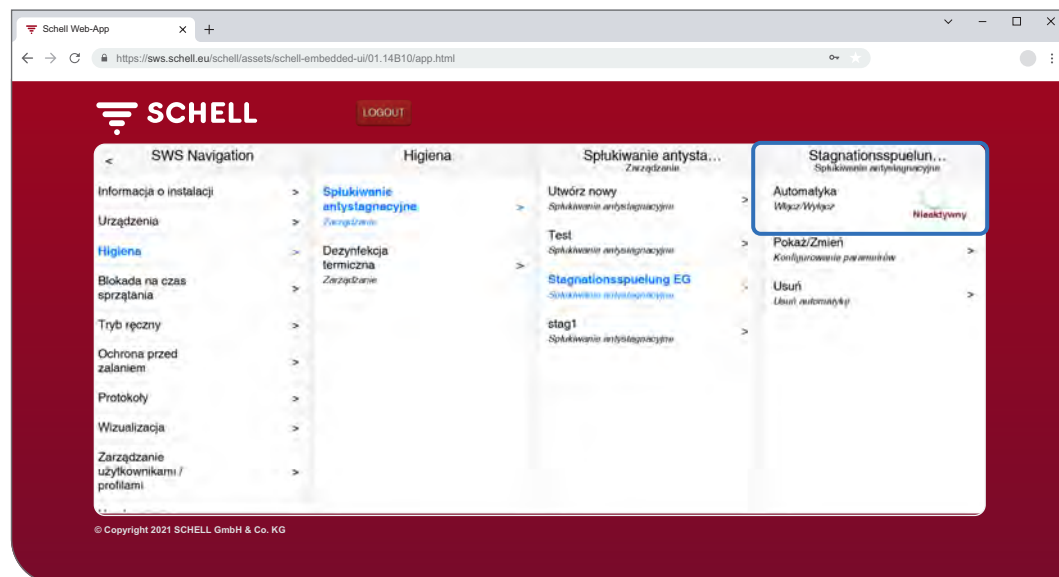 Schell Web-App
https://sws.schell.eu/schell/assets/schell-embedded-ui/01.14B10/app.html
SCHELL
LOGOUT
< SWS Navigation
Informacja o instalacji >
Urządzenia >
Higiena >
Blokada na czas
sprzątania >
Tryb ręczny >
Ochrona przed
zalaniem >
Protokoły >
Wizualizacja >
Zarządzanie
użytkownikami /
profilami >
Higiena
Spłukiwanie
antystagnacyjne >
Zarządzanie
Dezynfekcja
termiczna >
Zarządzanie
Spłukiwanie antysta...
Zarządzanie
Utwórz nowy >
Spłukiwanie antystagnacyjne
Test >
Spłukiwanie antystagnacyjne
Stagnationsspuelung EG >
Spłukiwanie antystagnacyjne
stag1 >
Spłukiwanie antystagnacyjne
Stagnationsspuelun...
Spłukiwanie antystagnacyjne
Automatyka
Włącz/Wyłącz
Nieaktywny
Pokaż/Zmień >
Konfigurowanie parametrów
Usuń >
Usuń automatykę
© Copyright 2021 SCHELL GmbH & Co. KG